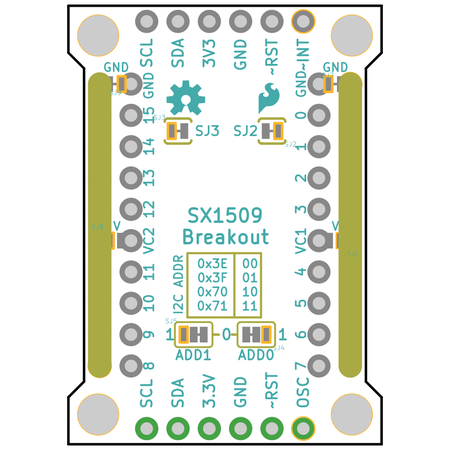 SCL
SDA
3V3
GND
~RST
~INT
GND
GND
GND
GND
15
0
SJ3
SJ2
14
1
13
2
12
3
SX1509
Breakout
V
V
VC2
VC1
11
4
I2C ADDR
0x3E 00
0x3F 01
0x70 10
0x71 11
10
5
9
6
1
0
1
ADD1
ADD0
8
7
SCL
SDA
3.3V
GND
~RST
OSC